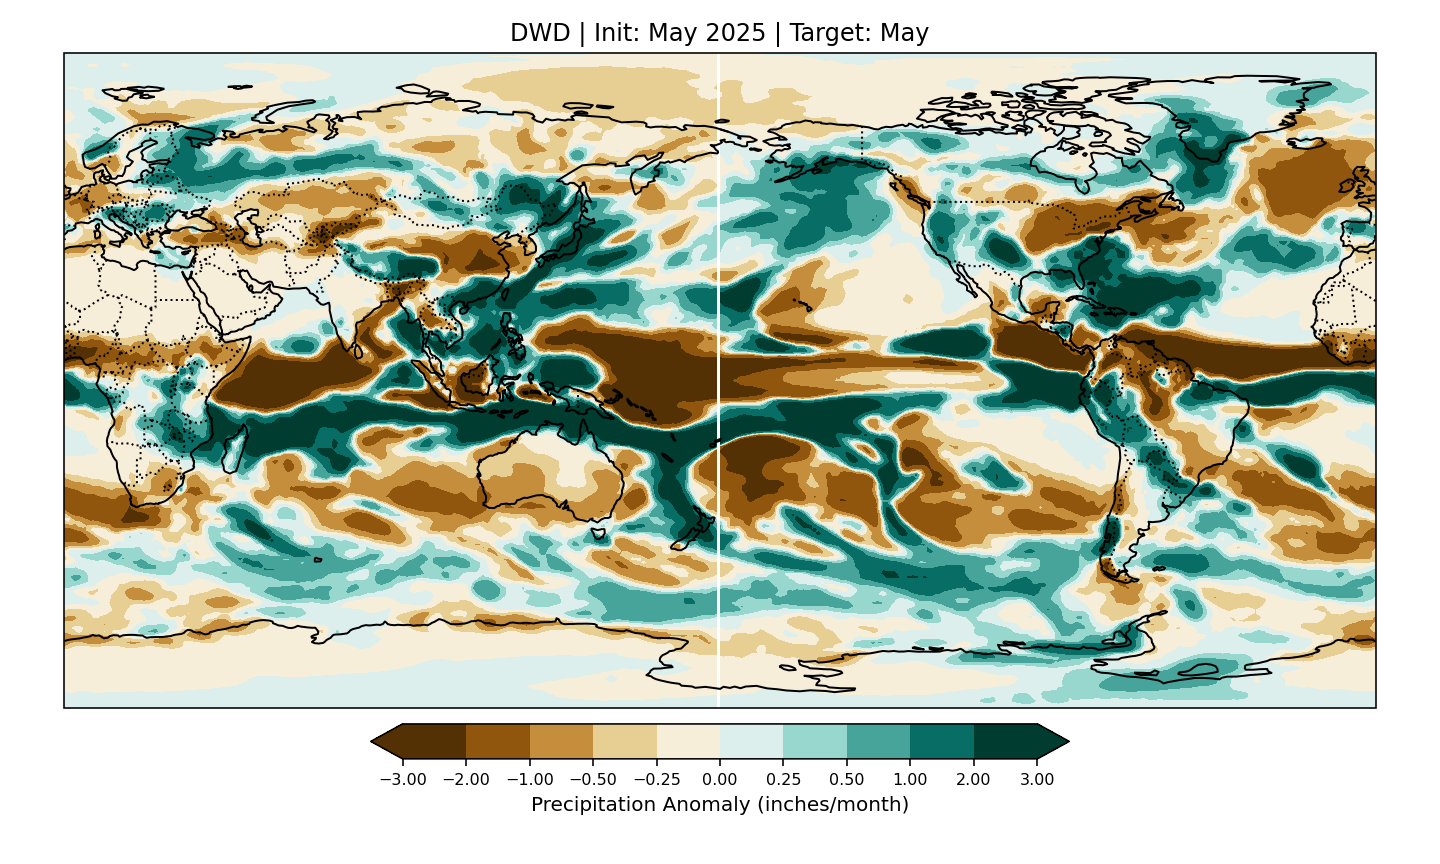 DWD | Init: May 2025 | Target: May
−3.00 −2.00 −1.00 −0.50 −0.25 0.00 0.25 0.50 1.00 2.00 3.00
Precipitation Anomaly (inches/month)